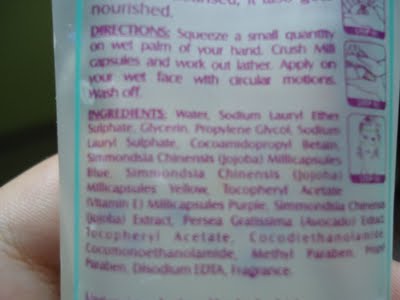 nourished.
DIRECTIONS: Squeeze a small quantity
on wet palm of your hand. Crush Milli
capsules and work out lather. Apply on
your wet face with circular motions.
Wash off.
INGREDIENTS: Water, Sodium Lauryl Ether
Sulphate, Glycerin, Propylene Glycol, Sodium
Lauryl Sulphate, Cocoamidopropyl Betain,
Simmondsia Chinensis (Jojoba) Millicapsules
Blue, Simmondsia Chinensis (Jojoba)
Millicapsules Yellow, Tocopheryl Acetate
(Vitamin E) Millicapsules Purple, Simmondsia Chinensis
(Jojoba) Extract, Persea Gratissima (Avocado) Extract,
Tocopheryl Acetate, Cocodiethanolamide,
Cocomonoethanolamide, Methyl Paraben, Propyl
Paraben, Disodium EDTA, Fragrance.